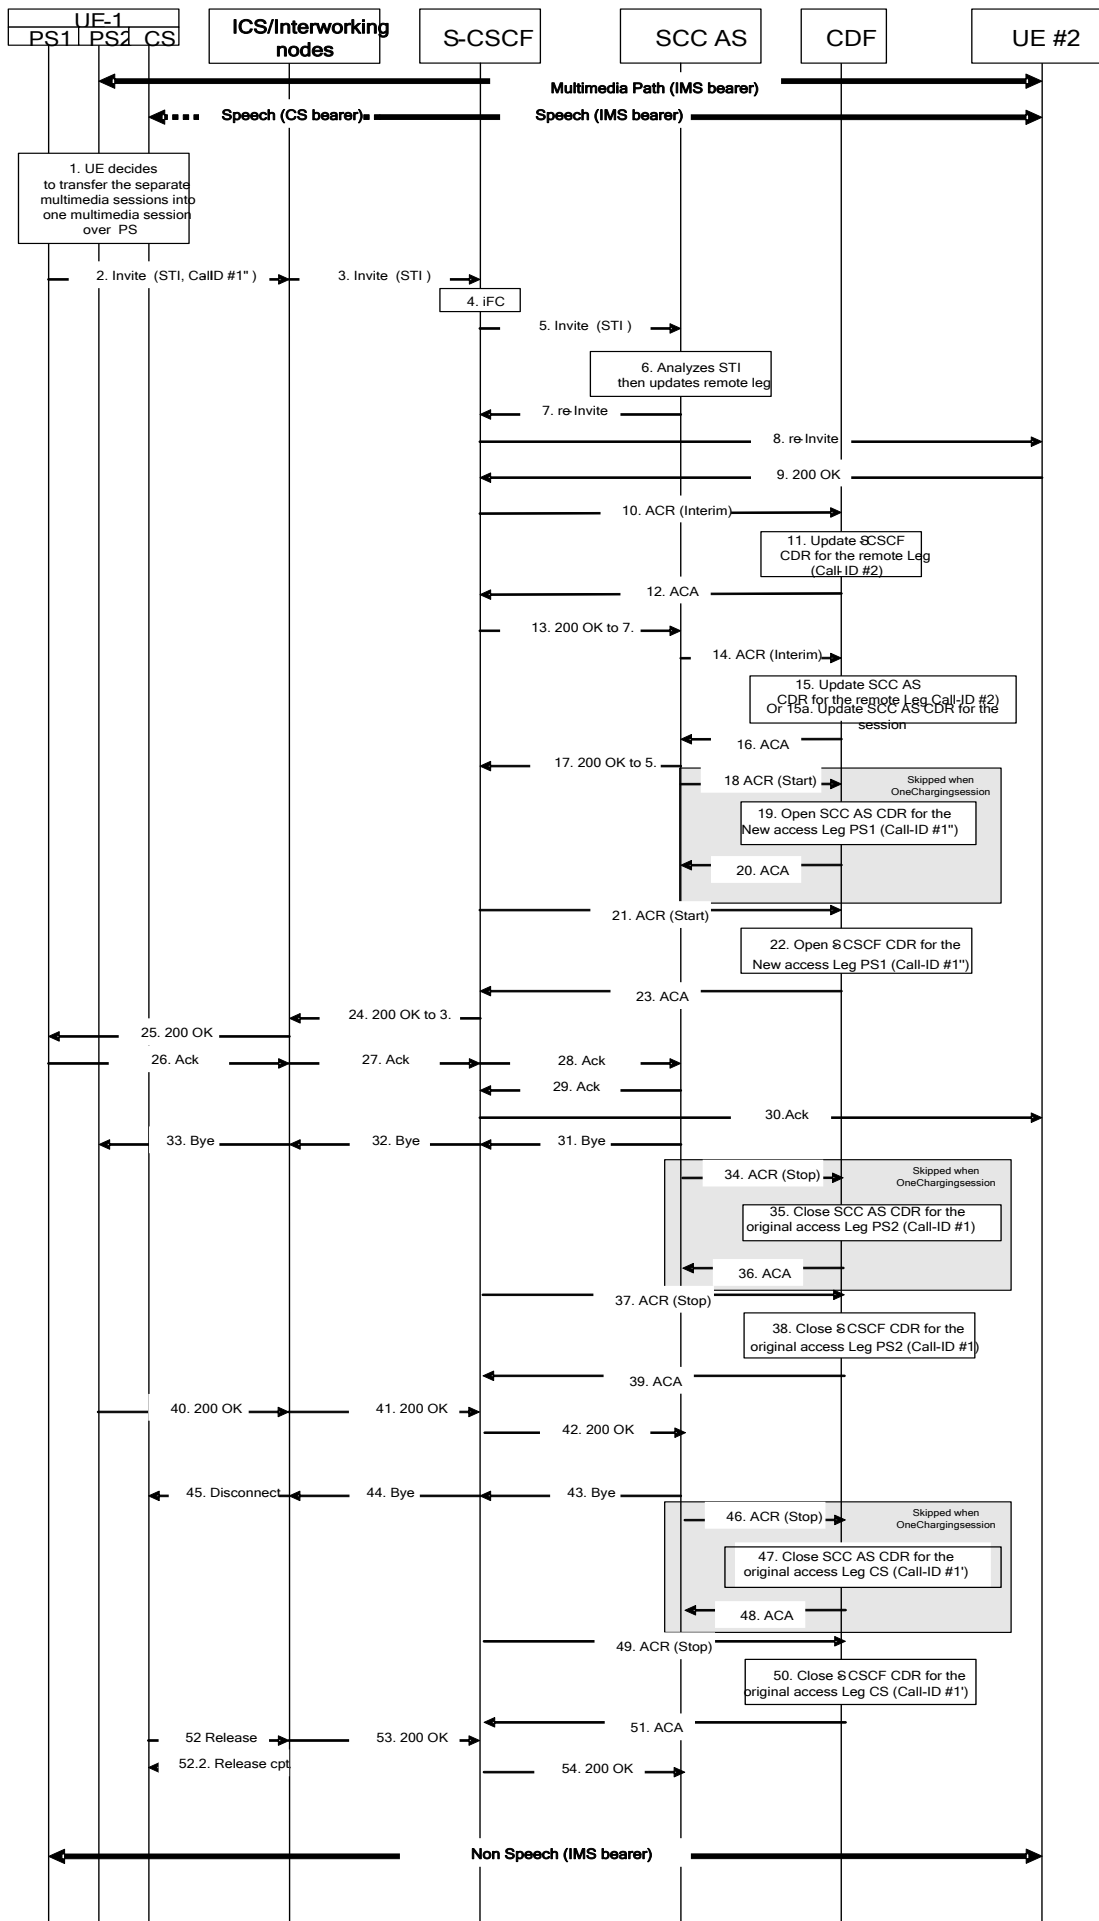 UE-1
PS1 PS2 CS
ICS/Interworking
nodes
S-CSCF
SCC AS
CDF
UE #2
Multimedia Path (IMS bearer)
Speech (CS bearer)
Speech (IMS bearer)
1. UE decides
to transfer the separate
multimedia sessions into
one multimedia session
over PS
2. Invite (STI, CallID #1" )
3. Invite (STI )
4. iFC
5. Invite (STI )
6. Analyzes STI
then updates remote leg
7. re-Invite
8. re-Invite
9. 200 OK
10. ACR (Interim)
11. Update S-CSCF
CDR for the remote Leg
(Call-ID #2)
12. ACA
13. 200 OK to 7.
14. ACR (Interim)
15. Update SCC AS
CDR for the remote Leg Call-ID #2)
Or 15a. Update SCC AS CDR for the
session
16. ACA
17. 200 OK to 5.
18 ACR (Start)
Skipped when
OneChargingsession
19. Open SCC AS CDR for the
New access Leg PS1 (Call-ID #1")
20. ACA
21. ACR (Start)
22. Open S-CSCF CDR for the
New access Leg PS1 (Call-ID #1")
23. ACA
24. 200 OK to 3.
25. 200 OK
26. Ack
27. Ack
28. Ack
29. Ack
30.Ack
33. Bye
32. Bye
31. Bye
34. ACR (Stop)
Skipped when
OneChargingsession
35. Close SCC AS CDR for the
original access Leg PS2 (Call-ID #1)
36. ACA
37. ACR (Stop)
38. Close S-CSCF CDR for the
original access Leg PS2 (Call-ID #1)
39. ACA
40. 200 OK
41. 200 OK
42. 200 OK
45. Disconnect
44. Bye
43. Bye
46. ACR (Stop)
Skipped when
OneChargingsession
47. Close SCC AS CDR for the
original access Leg CS (Call-ID #1')
48. ACA
49. ACR (Stop)
50. Close S-CSCF CDR for the
original access Leg CS (Call-ID #1')
51. ACA
52 Release
53. 200 OK
52.2. Release cpt
54. 200 OK
Non Speech (IMS bearer)